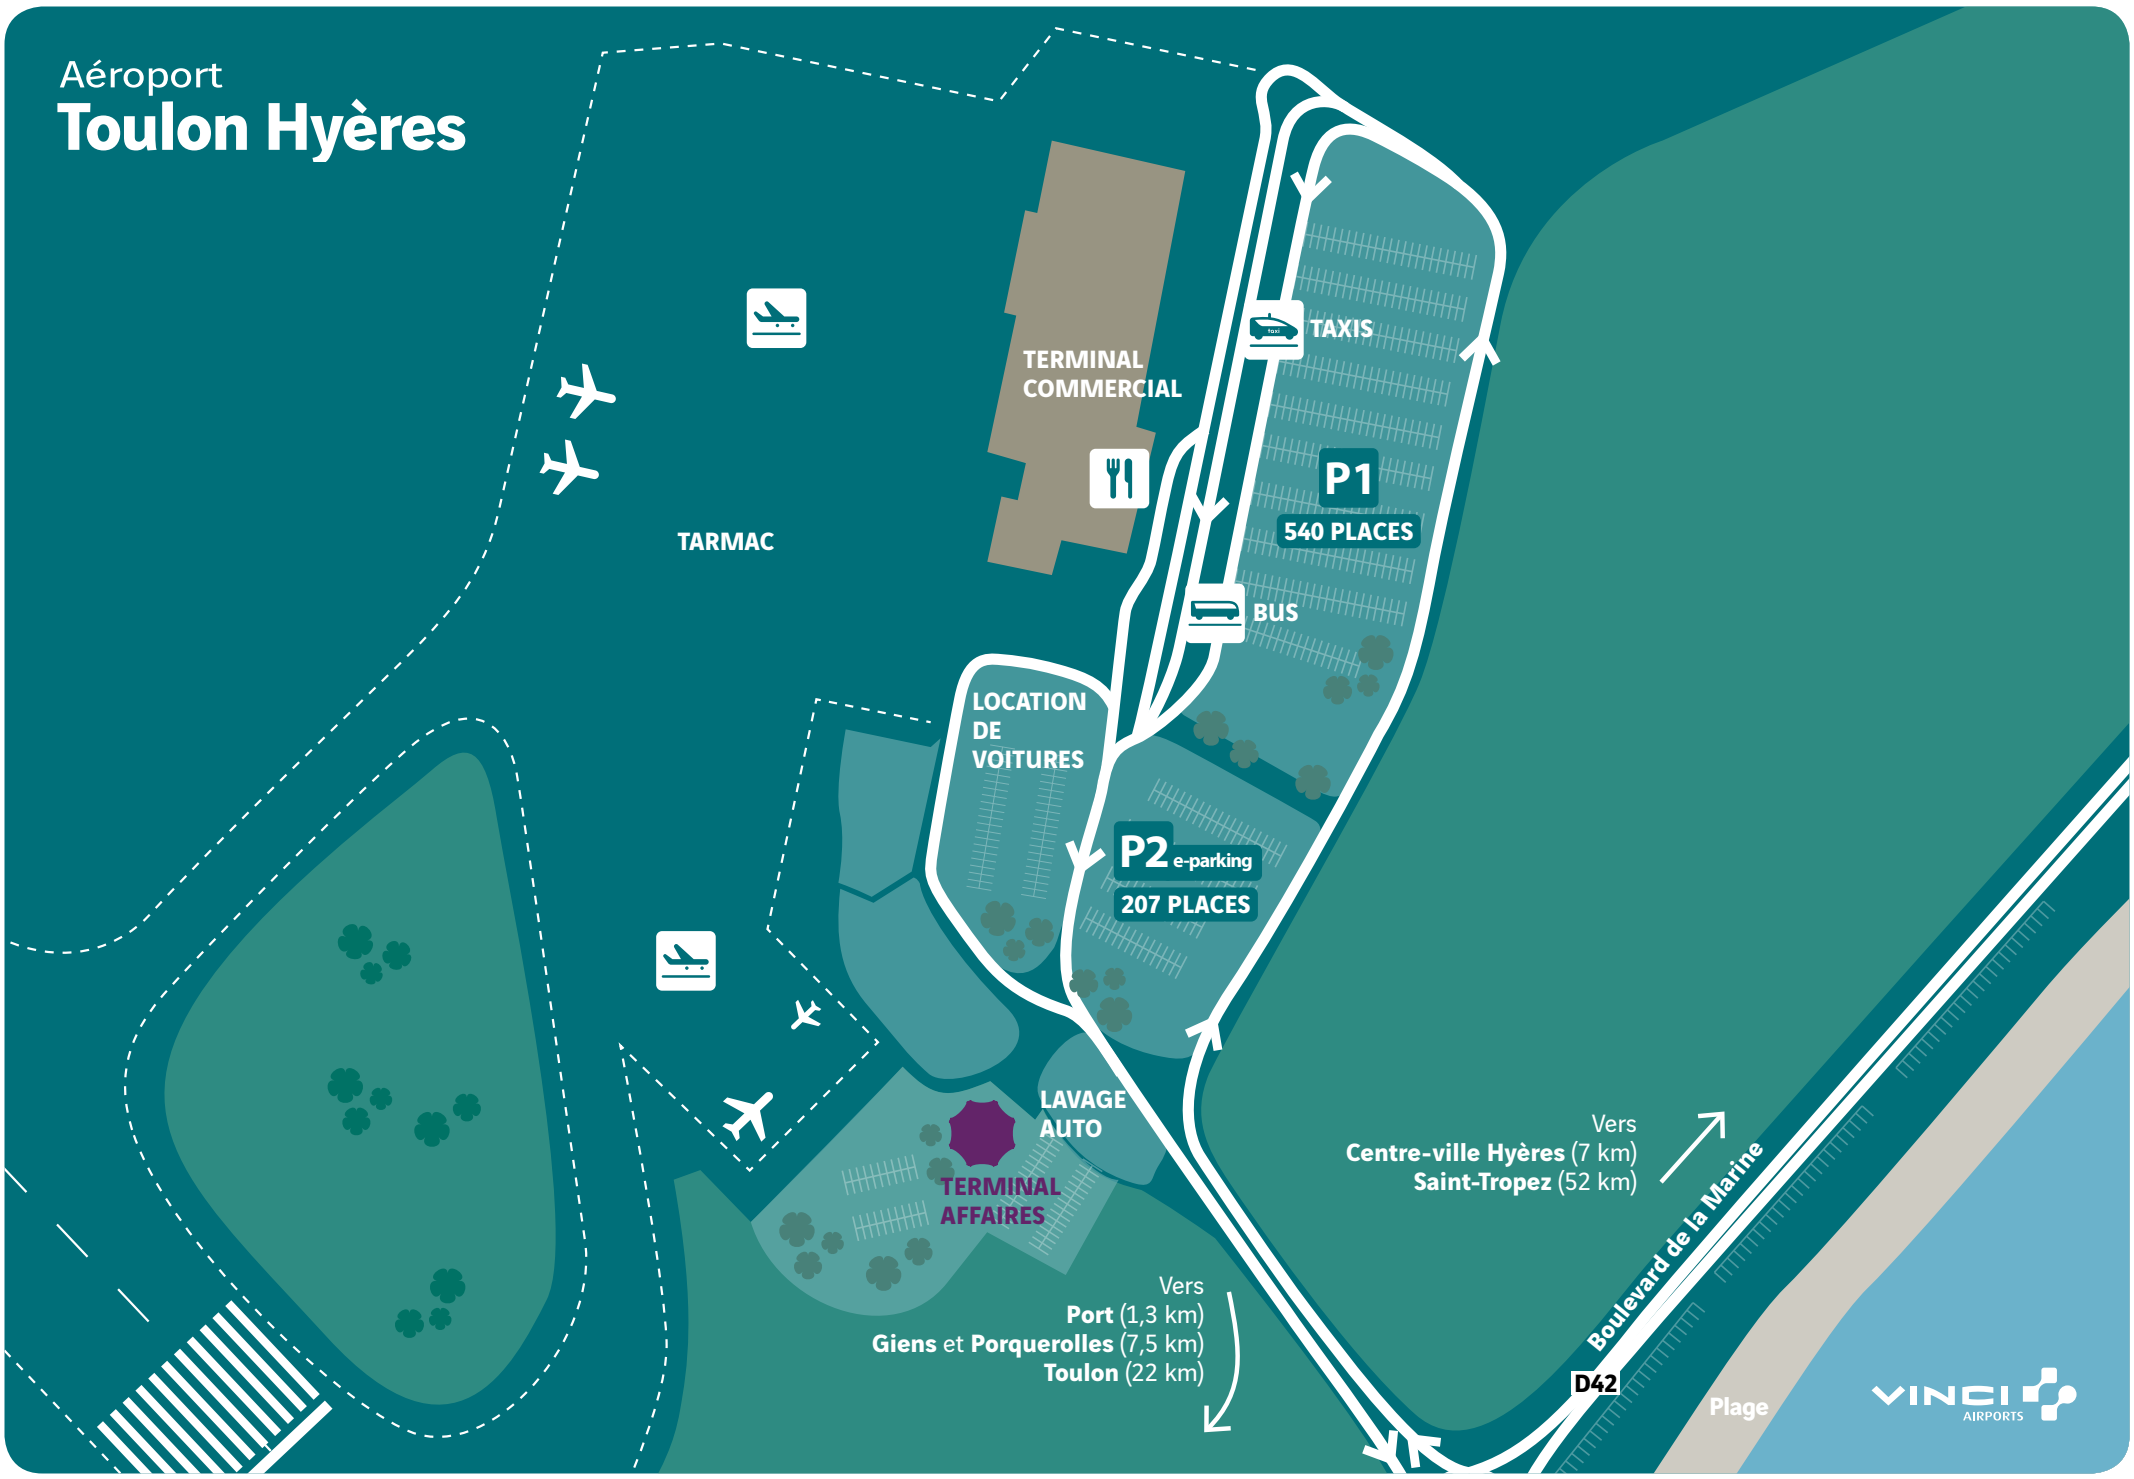 Aéroport
Toulon Hyères
TERMINAL
COMMERCIAL
taxi
TAXIS
P1
540 PLACES
TARMAC
BUS
LOCATION
DE
VOITURES
P2 e-parking
207 PLACES
LAVAGE
AUTO
TERMINAL
AFFAIRES
Vers
Centre-ville Hyères (7 km)
Saint-Tropez (52 km)
Boulevard de la Marine
Vers
Port (1,3 km)
Giens et Porquerolles (7,5 km)
Toulon (22 km)
D42
Plage
VINCI
AIRPORTS